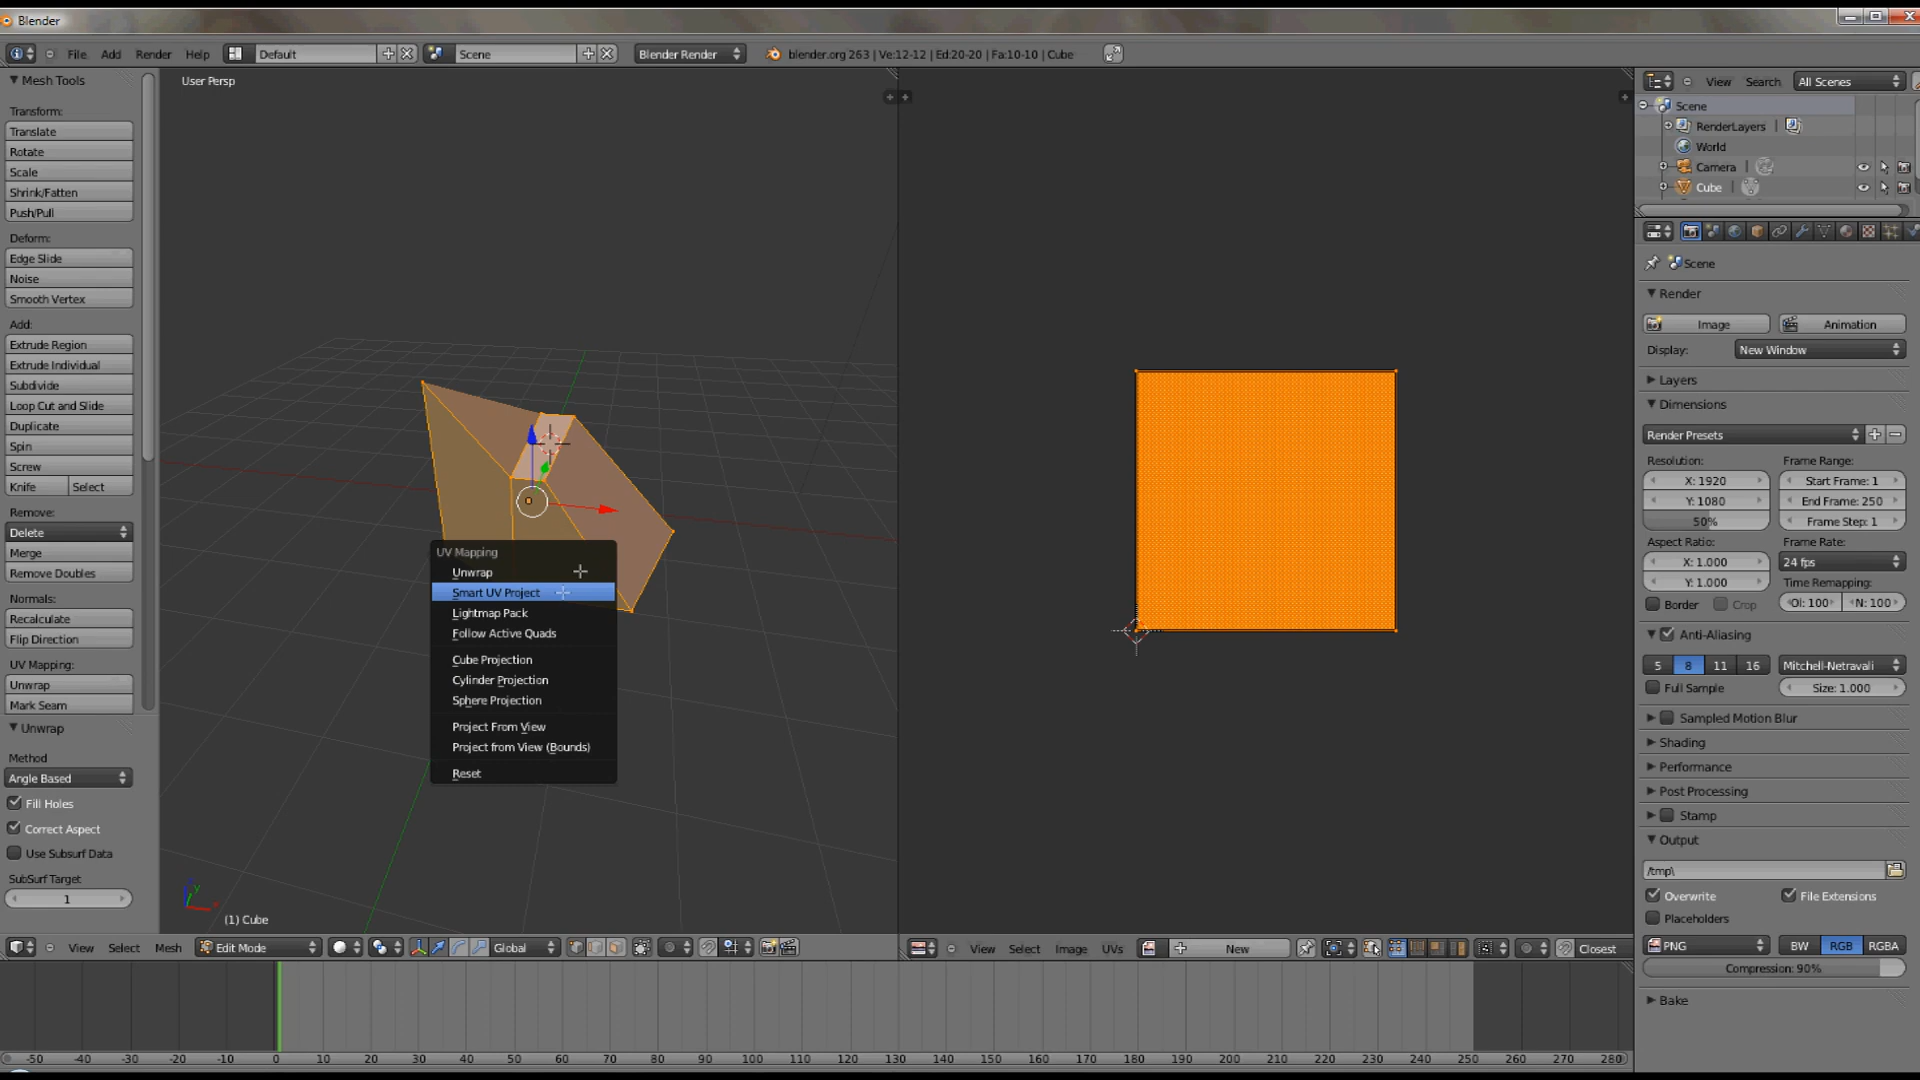 Blender
File Add Render Help Default Scene Blender Render blender.org 263 | Ve:12-12 | Ed:20-20 | Fa:10-10 | Cube
Mesh Tools
Transform:
Translate
Rotate
Scale
Shrink/Fatten
Push/Pull
Deform:
Edge Slide
Noise
Smooth Vertex
Add:
Extrude Region
Extrude Individual
Subdivide
Loop Cut and Slide
Duplicate
Spin
Screw
Knife Select
Remove:
Delete
Merge
Remove Doubles
Normals:
Recalculate
Flip Direction
UV Mapping:
Unwrap
Mark Seam
Unwrap
Method
Angle Based
Fill Holes
Correct Aspect
Use Subsurf Data
SubSurf Target
1
User Persp
UV Mapping
Unwrap
Smart UV Project
Lightmap Pack
Follow Active Quads
Cube Projection
Cylinder Projection
Sphere Projection
Project From View
Project from View (Bounds)
Reset
(1) Cube
View Select Mesh Edit Mode Global
View Select Image UVs New Closest
View Search All Scenes
Scene
RenderLayers |
World
Camera |
Cube |
Scene
Render
Image Animation
Display: New Window
Layers
Dimensions
Render Presets
Resolution: Frame Range:
X: 1920 Start Frame: 1
Y: 1080 End Frame: 250
50% Frame Step: 1
Aspect Ratio: Frame Rate:
X: 1.000 24 fps
Y: 1.000 Time Remapping:
Border Crop Ol: 100 N: 100
Anti-Aliasing
5 8 11 16 Mitchell-Netravali
Full Sample Size: 1.000
Sampled Motion Blur
Shading
Performance
Post Processing
Stamp
Output
/tmp\
Overwrite File Extensions
Placeholders
PNG BW RGB RGBA
Compression: 90%
Bake
-50 -40 -30 -20 -10 0 10 20 30 40 50 60 70 80 90 100 110 120 130 140 150 160 170 180 190 200 210 220 230 240 250 260 270 280